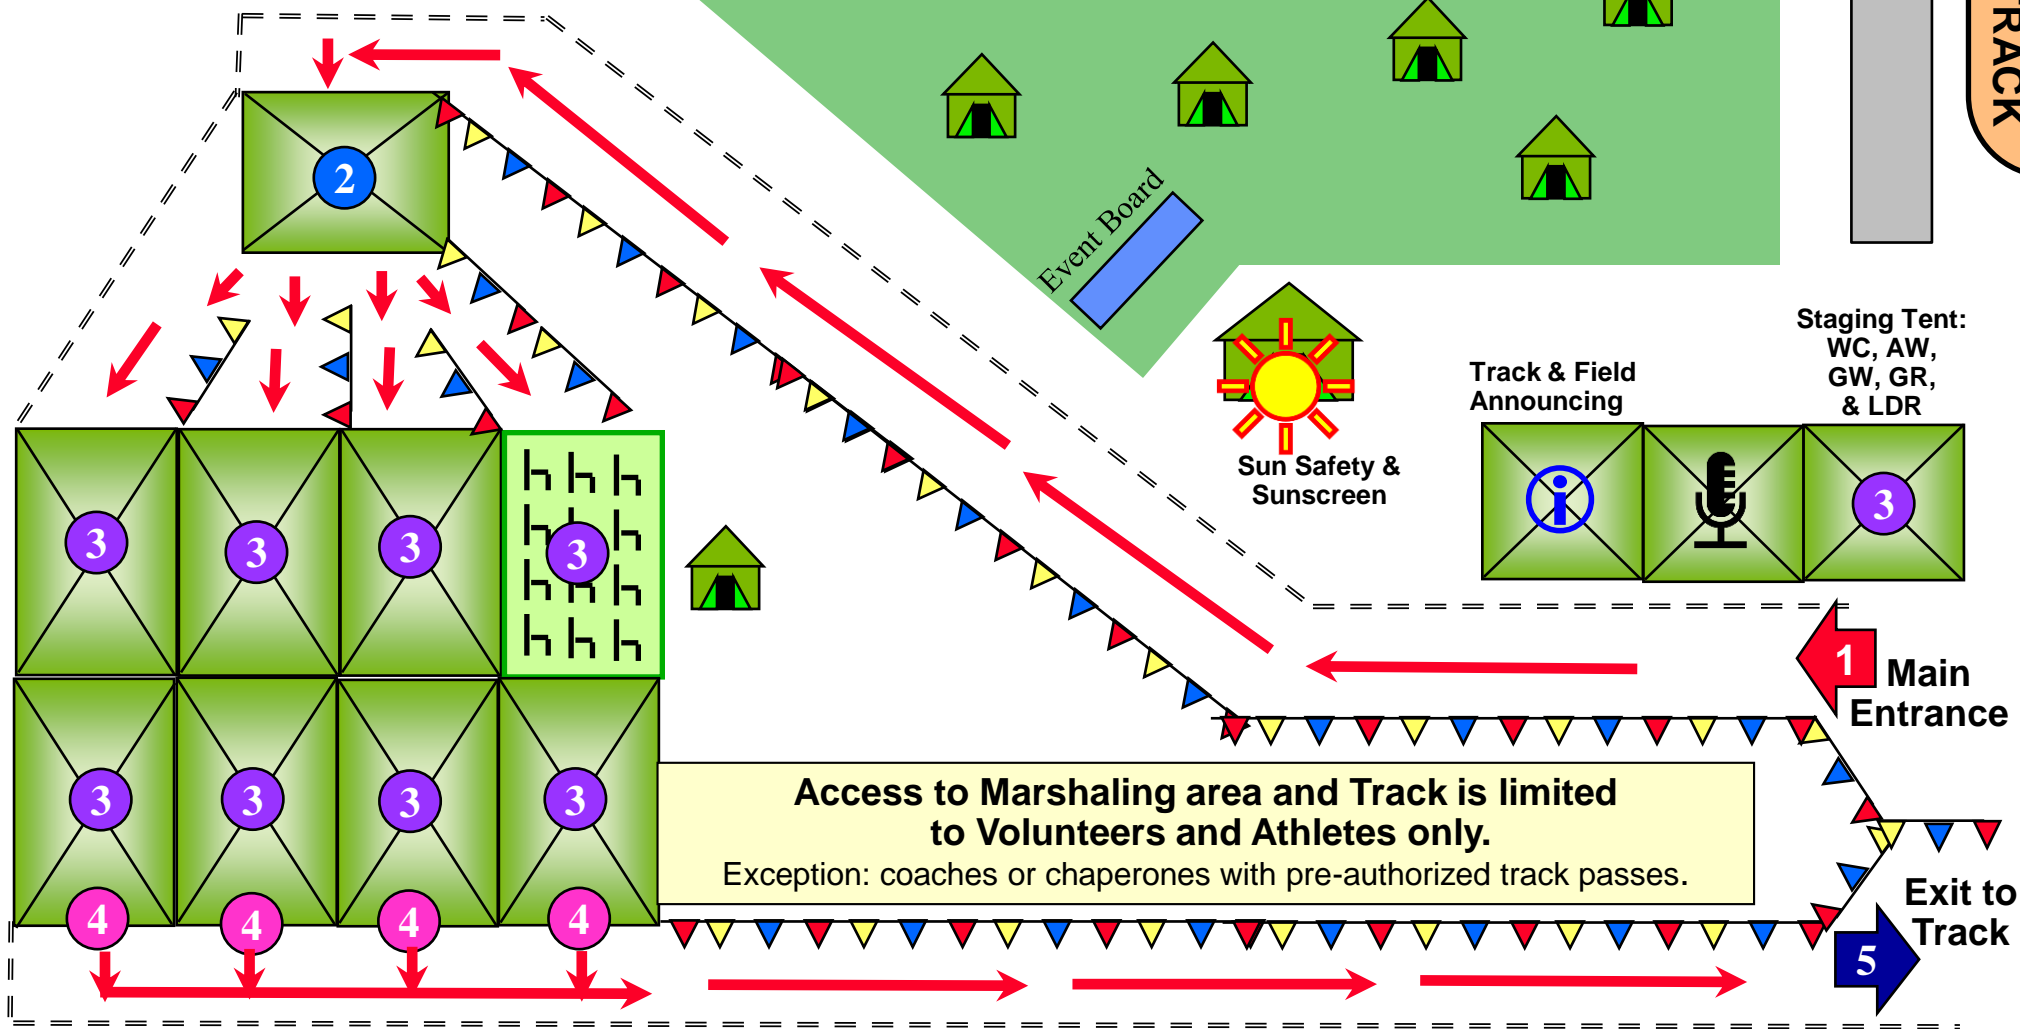 TRACK
2
Event Board
Staging Tent:
WC, AW,
GW, GR,
& LDR
Track & Field
Announcing
Sun Safety &
Sunscreen
i
3
3
3
3
3
1
Main
Entrance
3
3
3
3
Access to Marshaling area and Track is limited
to Volunteers and Athletes only.
Exception: coaches or chaperones with pre-authorized track passes.
4
4
4
4
Exit to
Track
5